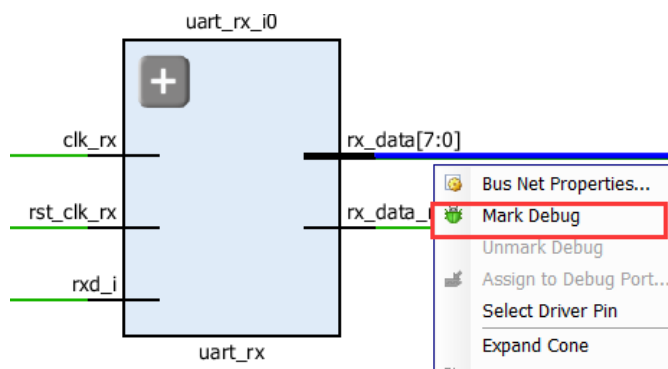 uart_rx_i0
clk_rx
rx_data[7:0]
rst_clk_rx
rxd_i
uart_rx
Bus Net Properties...
Mark Debug
Unmark Debug
Assign to Debug Port...
Select Driver Pin
Expand Cone